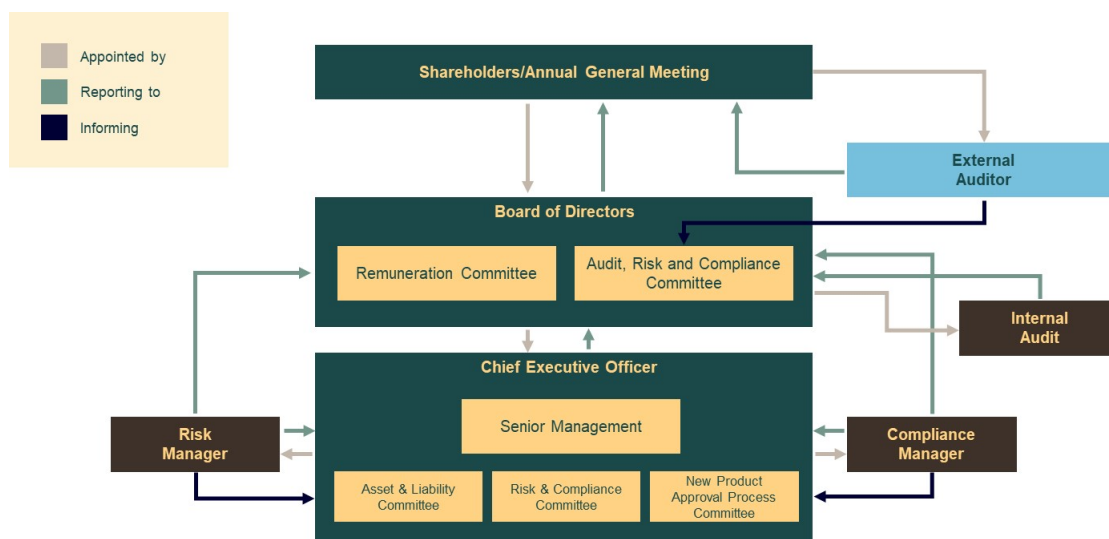 Appointed by
Reporting to
Informing
Shareholders/Annual General Meeting
External
Auditor
Board of Directors
Remuneration Committee
Audit, Risk and Compliance
Committee
Internal
Audit
Chief Executive Officer
Senior Management
Risk
Manager
Compliance
Manager
Asset & Liability
Committee
Risk & Compliance
Committee
New Product
Approval Process
Committee